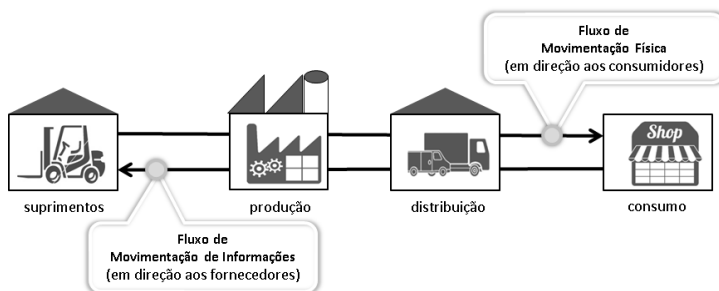 Fluxo de
Movimentação Física
(em direção aos consumidores)
Shop
suprimentos
produção
distribuição
consumo
Fluxo de
Movimentação de Informações
(em direção aos fornecedores)